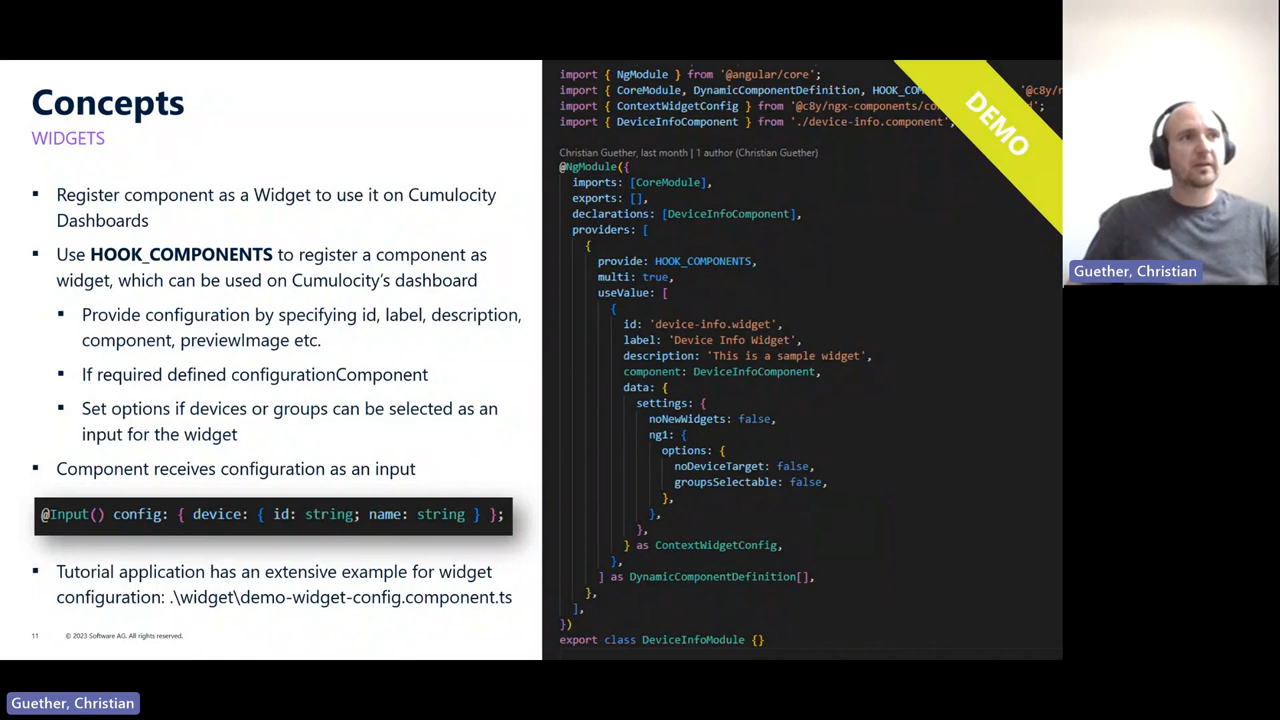 Concepts
WIDGETS
▪ Register component as a Widget to use it on Cumulocity
Dashboards
▪ Use HOOK_COMPONENTS to register a component as
widget, which can be used on Cumulocity's dashboard
▪ Provide configuration by specifying id, label, description,
component, previewImage etc.
▪ If required defined configurationComponent
▪ Set options if devices or groups can be selected as an
input for the widget
▪ Component receives configuration as an input
@Input() config: { device: { id: string; name: string } };
▪ Tutorial application has an extensive example for widget
configuration: .\widget\demo-widget-config.component.ts
11 © 2023 Software AG. All rights reserved.
import { NgModule } from '@angular/core';
import { CoreModule, DynamicComponentDefinition, HOOK_
import { ContextWidgetConfig } from
import { DeviceInfoComponent } from './device-info.component';
Christian Guether, last month | 1 author (Christian Guether)
@NgModule({
imports: [CoreModule],
exports: [],
declarations: [DeviceInfoComponent],
providers: [
{
provide: HOOK_COMPONENTS,
multi: true,
useValue: [
{
id: 'device-info.widget',
label: 'Device Info Widget',
description: 'This is a sample widget',
component: DeviceInfoComponent,
data: {
settings: {
noNewWidgets: false,
ng1: {
options: {
noDeviceTarget: false,
groupsSelectable: false,
},
},
},
} as ContextWidgetConfig,
},
] as DynamicComponentDefinition[],
},
],
})
export class DeviceInfoModule {}
DEMO
Guether, Christian
Guether, Christian